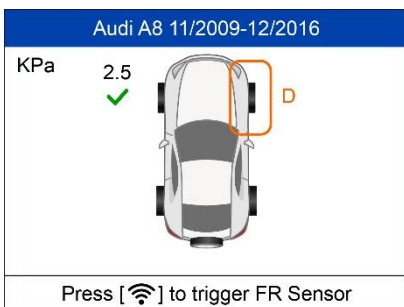 Audi A8 11/2009-12/2016
KPa
2.5
D
Press [ ] to trigger FR Sensor